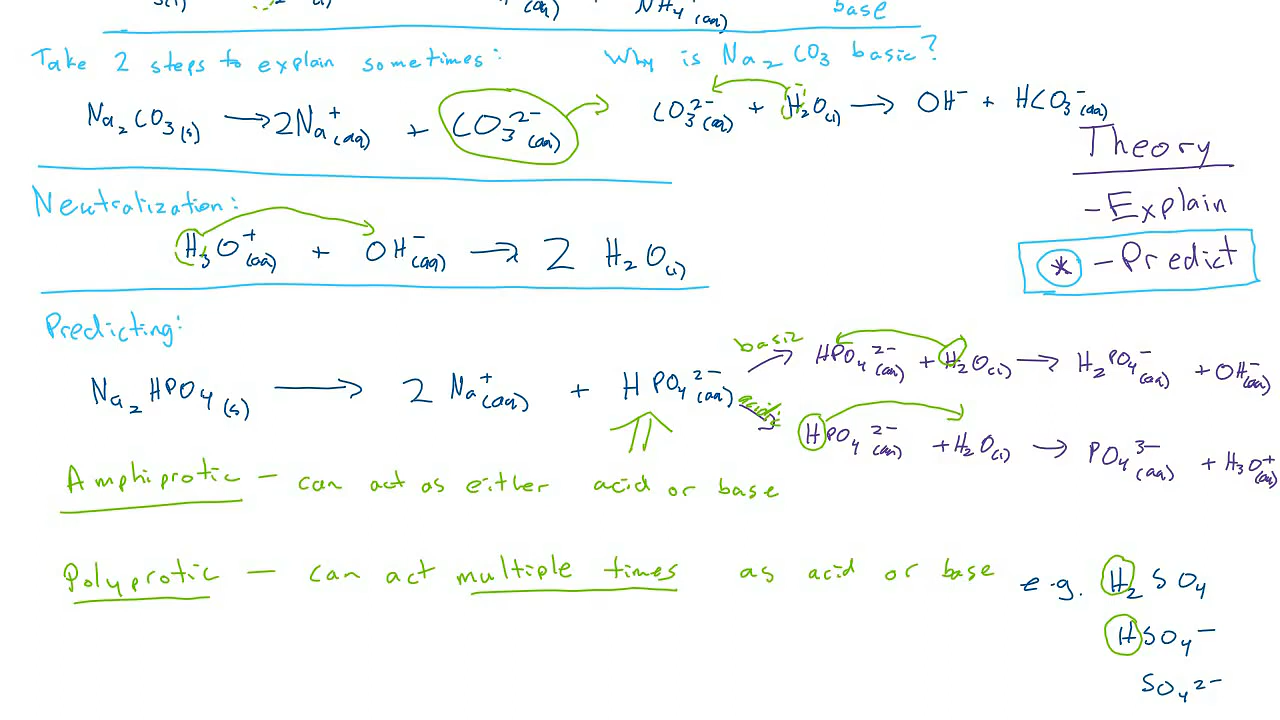 s(l) 2 (l) (aq) NH4+(aq) base
Take 2 steps to explain sometimes: Why is Na2CO3 basic?
Na2CO3(s) → 2Na+(aq) + CO3 2-(aq) → CO3 2-(aq) + H2O(l) → OH- + HCO3-(aq)
Theory
- Explain
* - Predict
Neutralization:
H3O+(aq) + OH-(aq) → 2 H2O(l)
Predicting:
Na2HPO4(s) → 2 Na+(aq) + HPO4 2-(aq)
basic HPO4 2-(aq) + H2O(l) → H2PO4-(aq) + OH-(aq)
acidic HPO4 2-(aq) + H2O(l) → PO4 3-(aq) + H3O+(aq)
Amphiprotic – can act as either acid or base
Polyprotic – can act multiple times as acid or base e.g. H2SO4
HSO4-
SO4 2-